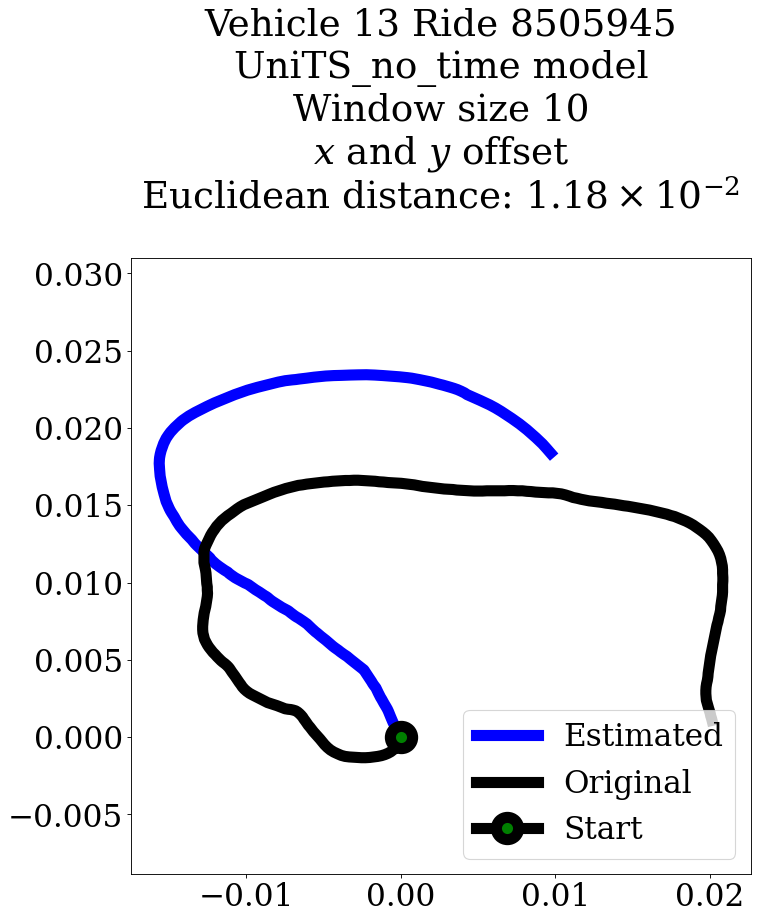 Vehicle 13 Ride 8505945
UniTS_no_time model
Window size 10
x and y offset
Euclidean distance: 1.18 × 10⁻²
0.030
0.025
0.020
0.015
0.010
0.005
0.000
−0.005
Estimated
Original
Start
−0.01 0.00 0.01 0.02